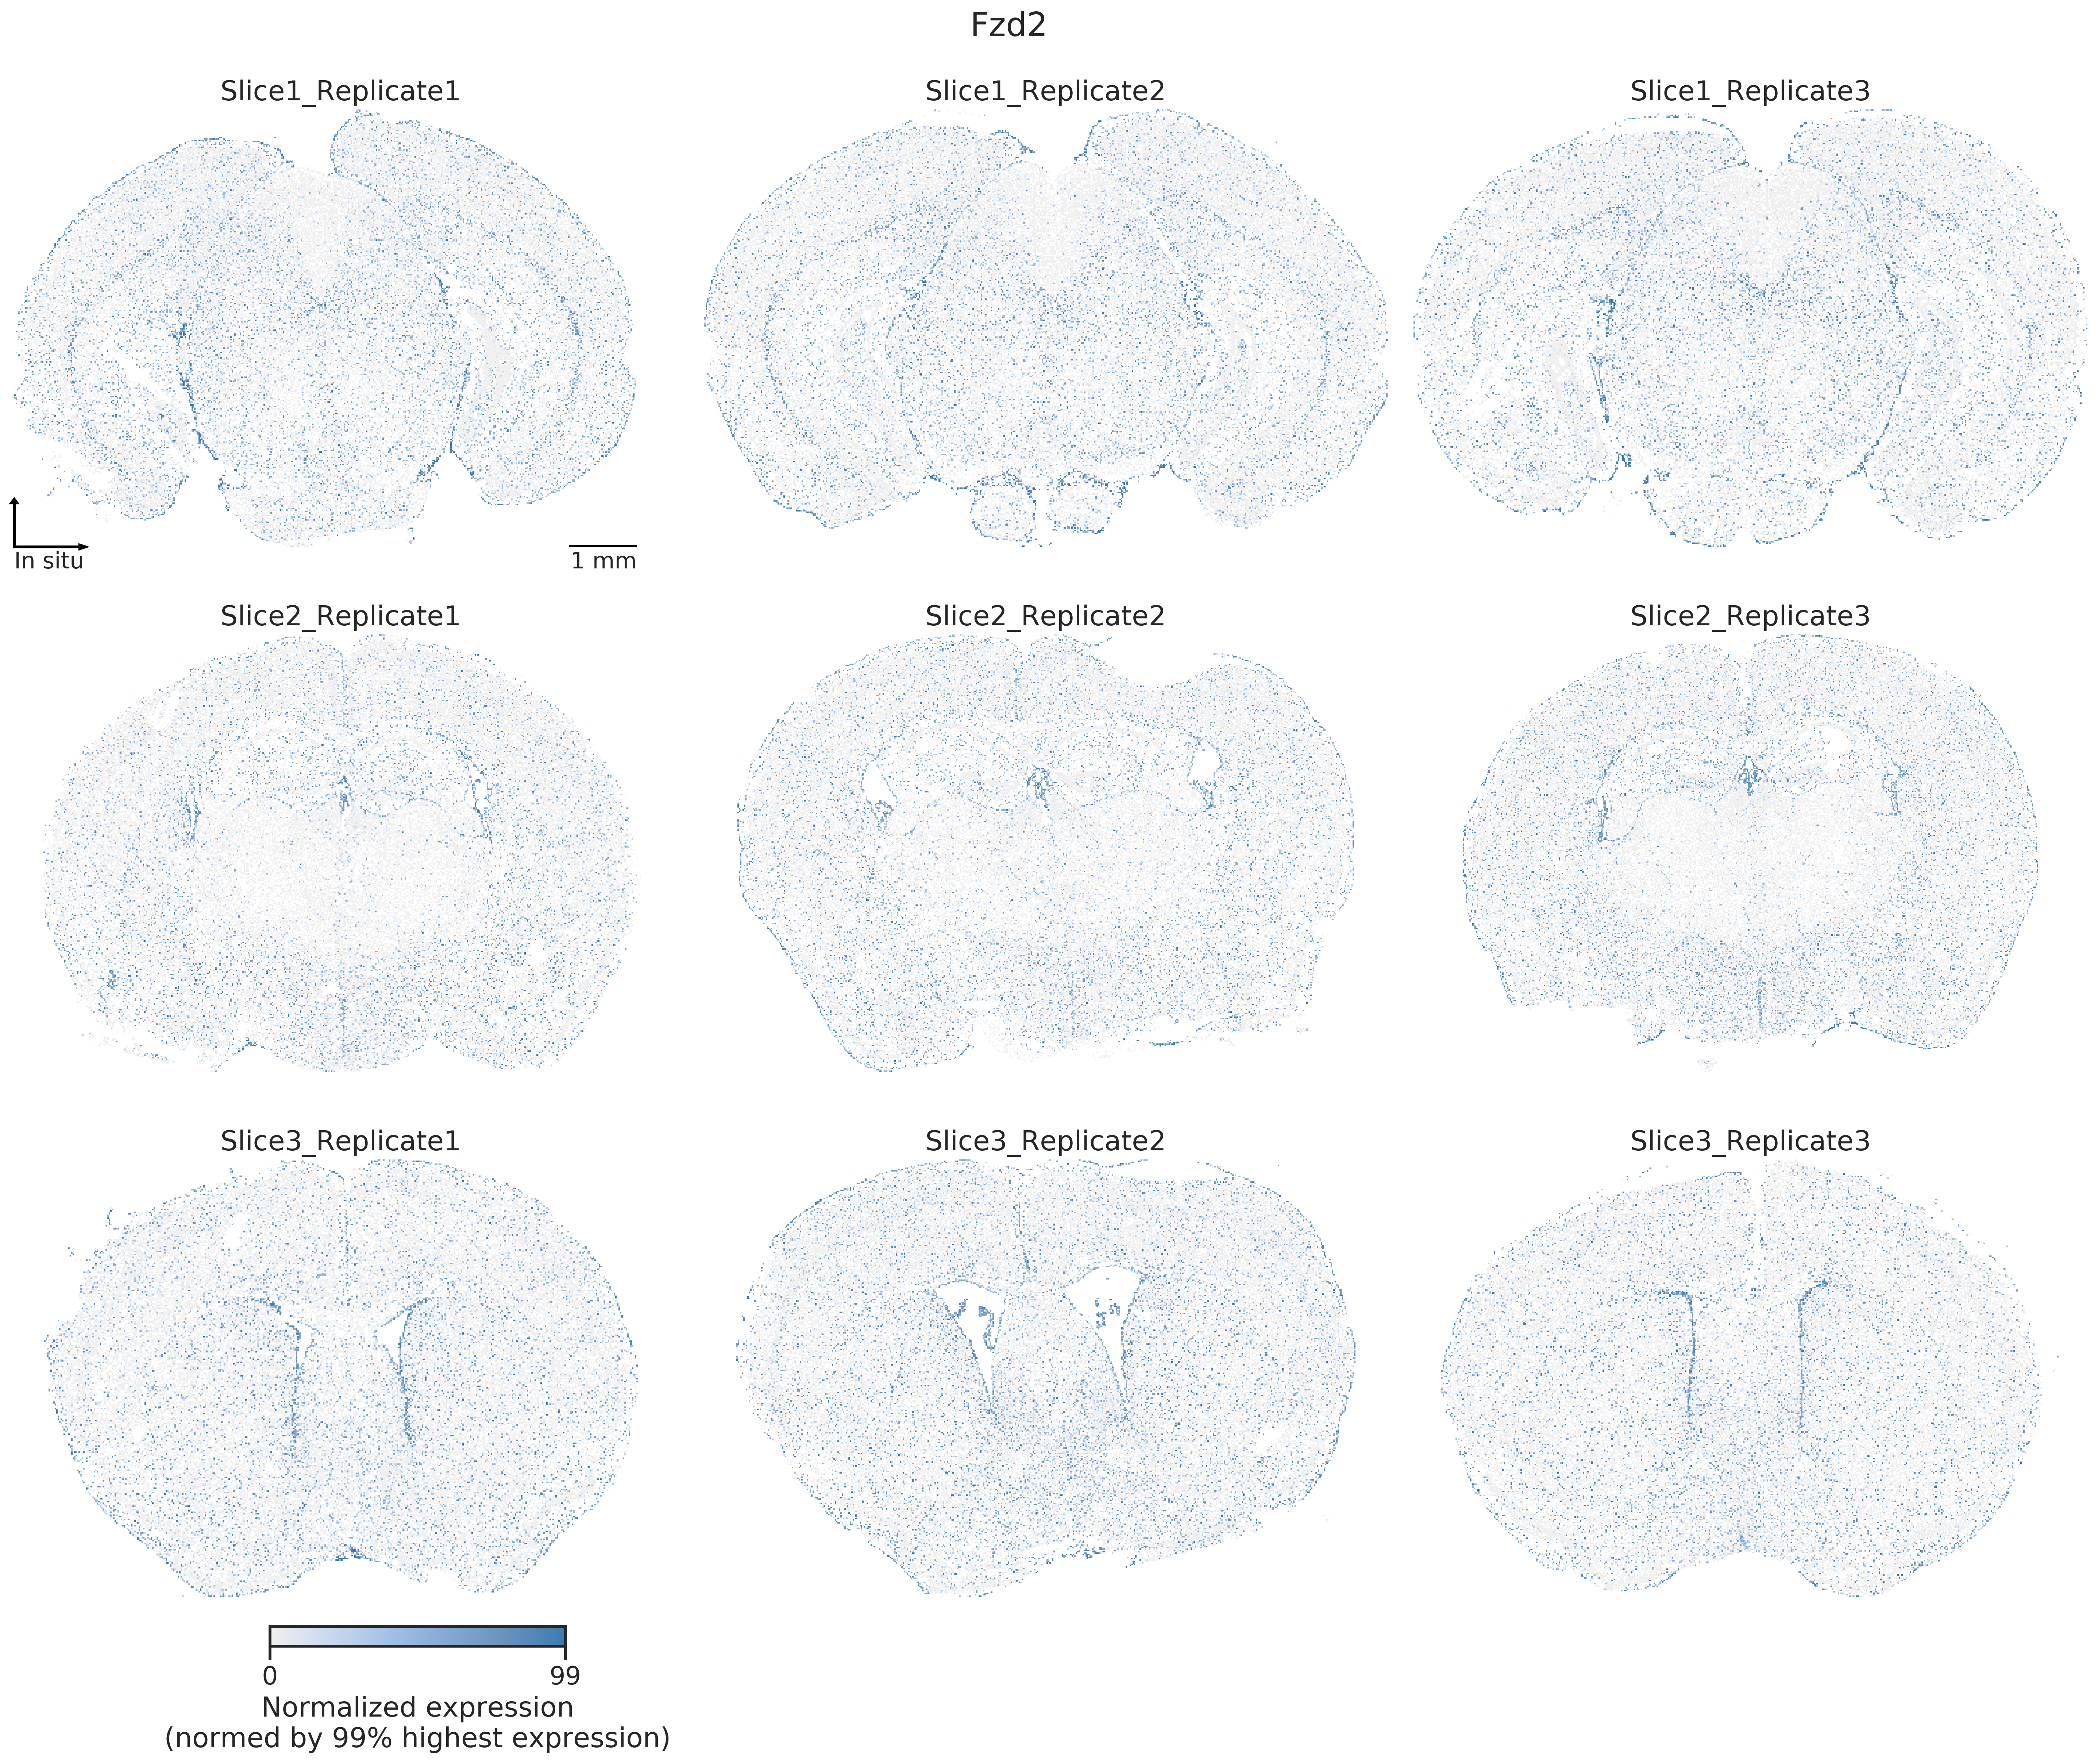 Fzd2
Slice1_Replicate1
Slice1_Replicate2
Slice1_Replicate3
In situ
1 mm
Slice2_Replicate1
Slice2_Replicate2
Slice2_Replicate3
Slice3_Replicate1
Slice3_Replicate2
Slice3_Replicate3
0
99
Normalized expression
(normed by 99% highest expression)